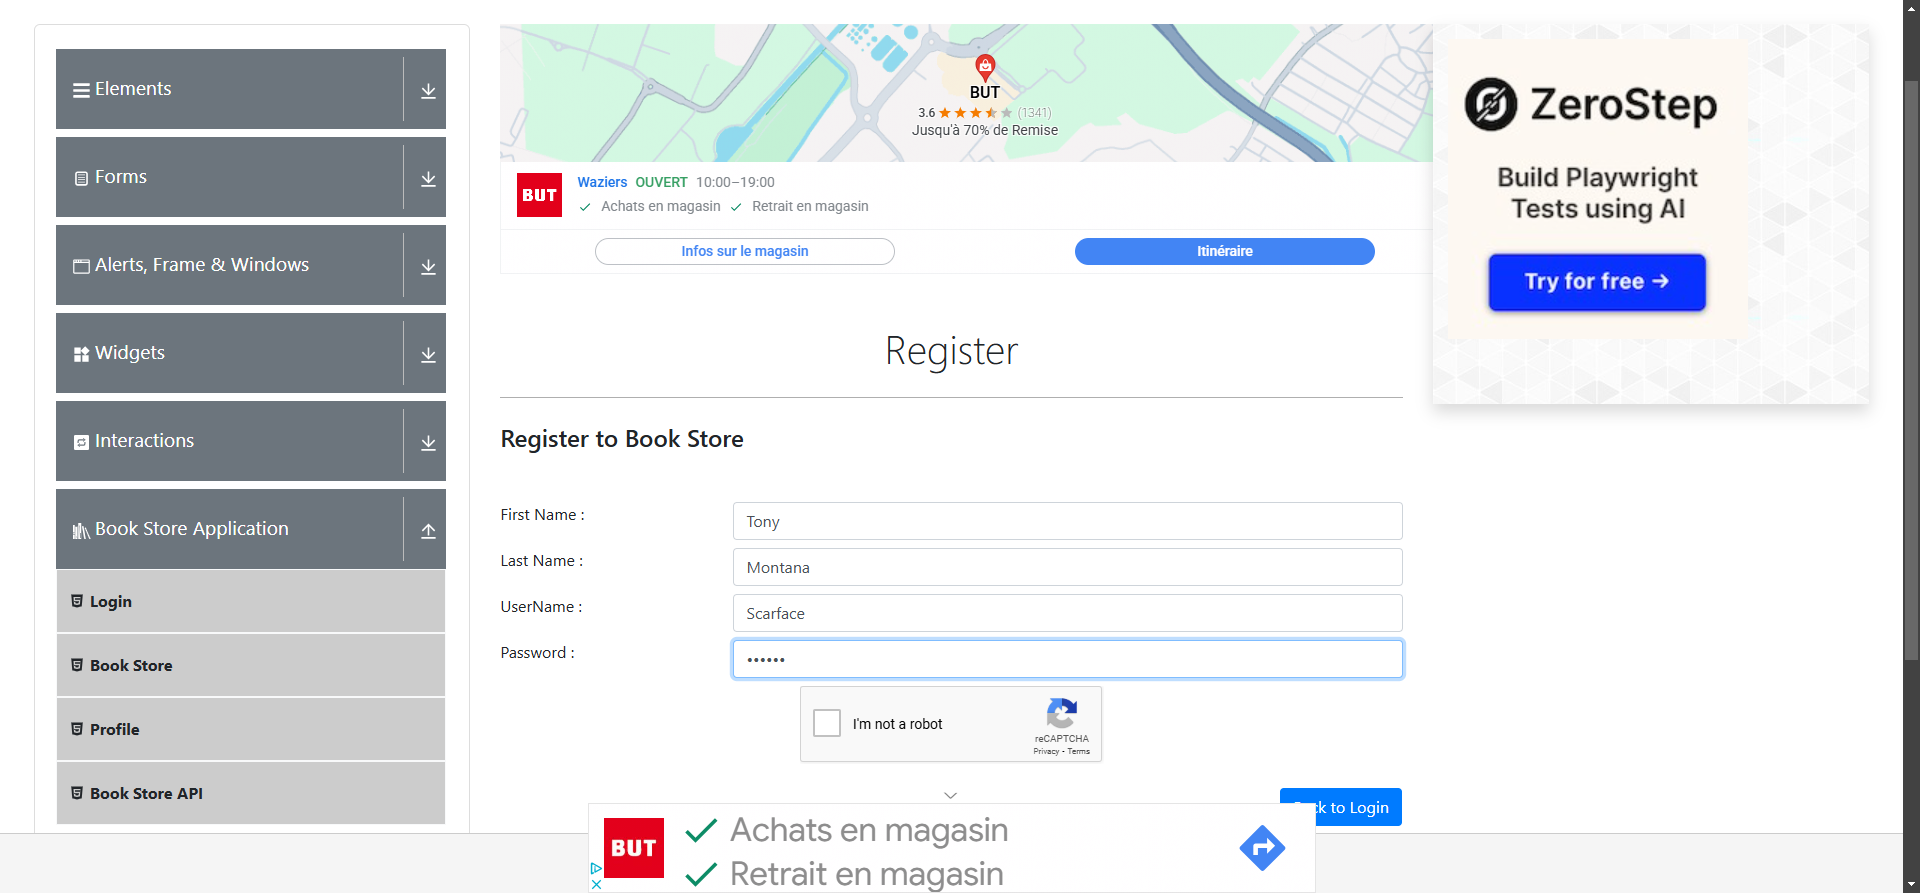 Elements
Forms
Alerts, Frame & Windows
Widgets
Interactions
Book Store Application
Login
Book Store
Profile
Book Store API
BUT
3.6 (1341)
Jusqu'à 70% de Remise
BUT
Waziers OUVERT 10:00–19:00
Achats en magasin Retrait en magasin
Infos sur le magasin
Itinéraire
ZeroStep
Build Playwright
Tests using AI
Try for free →
Register
Register to Book Store
First Name :
Tony
Last Name :
Montana
UserName :
Scarface
Password :
••••••
I'm not a robot
reCAPTCHA
Privacy - Terms
to Login
BUT
Achats en magasin
Retrait en magasin